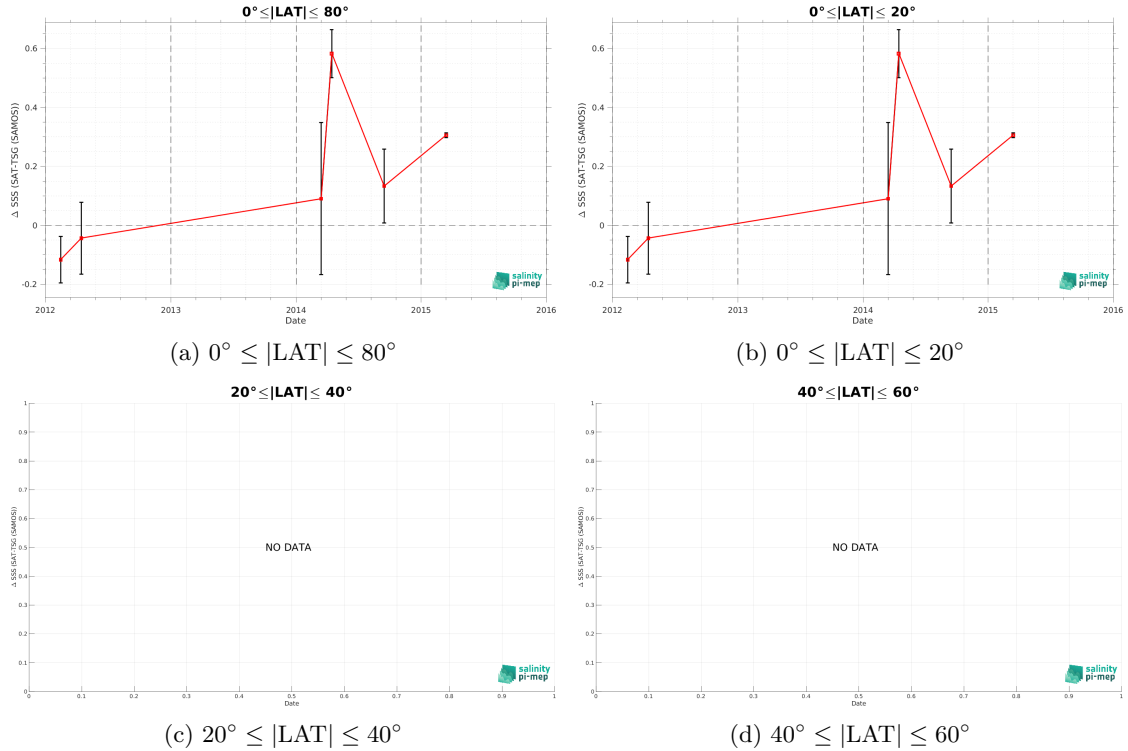 0°≤|LAT|≤ 80°
Δ SSS (SAT-TSG (SAMOS))
0.6
0.4
0.2
0
-0.2
2012
2013
2014
2015
2016
Date
salinity
pi-mep
(a) 0° ≤ |LAT| ≤ 80°
0°≤|LAT|≤ 20°
Δ SSS (SAT-TSG (SAMOS))
0.6
0.4
0.2
0
-0.2
2012
2013
2014
2015
2016
Date
salinity
pi-mep
(b) 0° ≤ |LAT| ≤ 20°
20°≤|LAT|≤ 40°
Δ SSS (SAT-TSG (SAMOS))
1
0.9
0.8
0.7
0.6
0.5
0.4
0.3
0.2
0.1
0
NO DATA
salinity
pi-mep
0 0.1 0.2 0.3 0.4 0.5 0.6 0.7 0.8 0.9 1
Date
(c) 20° ≤ |LAT| ≤ 40°
40°≤|LAT|≤ 60°
Δ SSS (SAT-TSG (SAMOS))
1
0.9
0.8
0.7
0.6
0.5
0.4
0.3
0.2
0.1
0
NO DATA
salinity
pi-mep
0 0.1 0.2 0.3 0.4 0.5 0.6 0.7 0.8 0.9 1
Date
(d) 40° ≤ |LAT| ≤ 60°